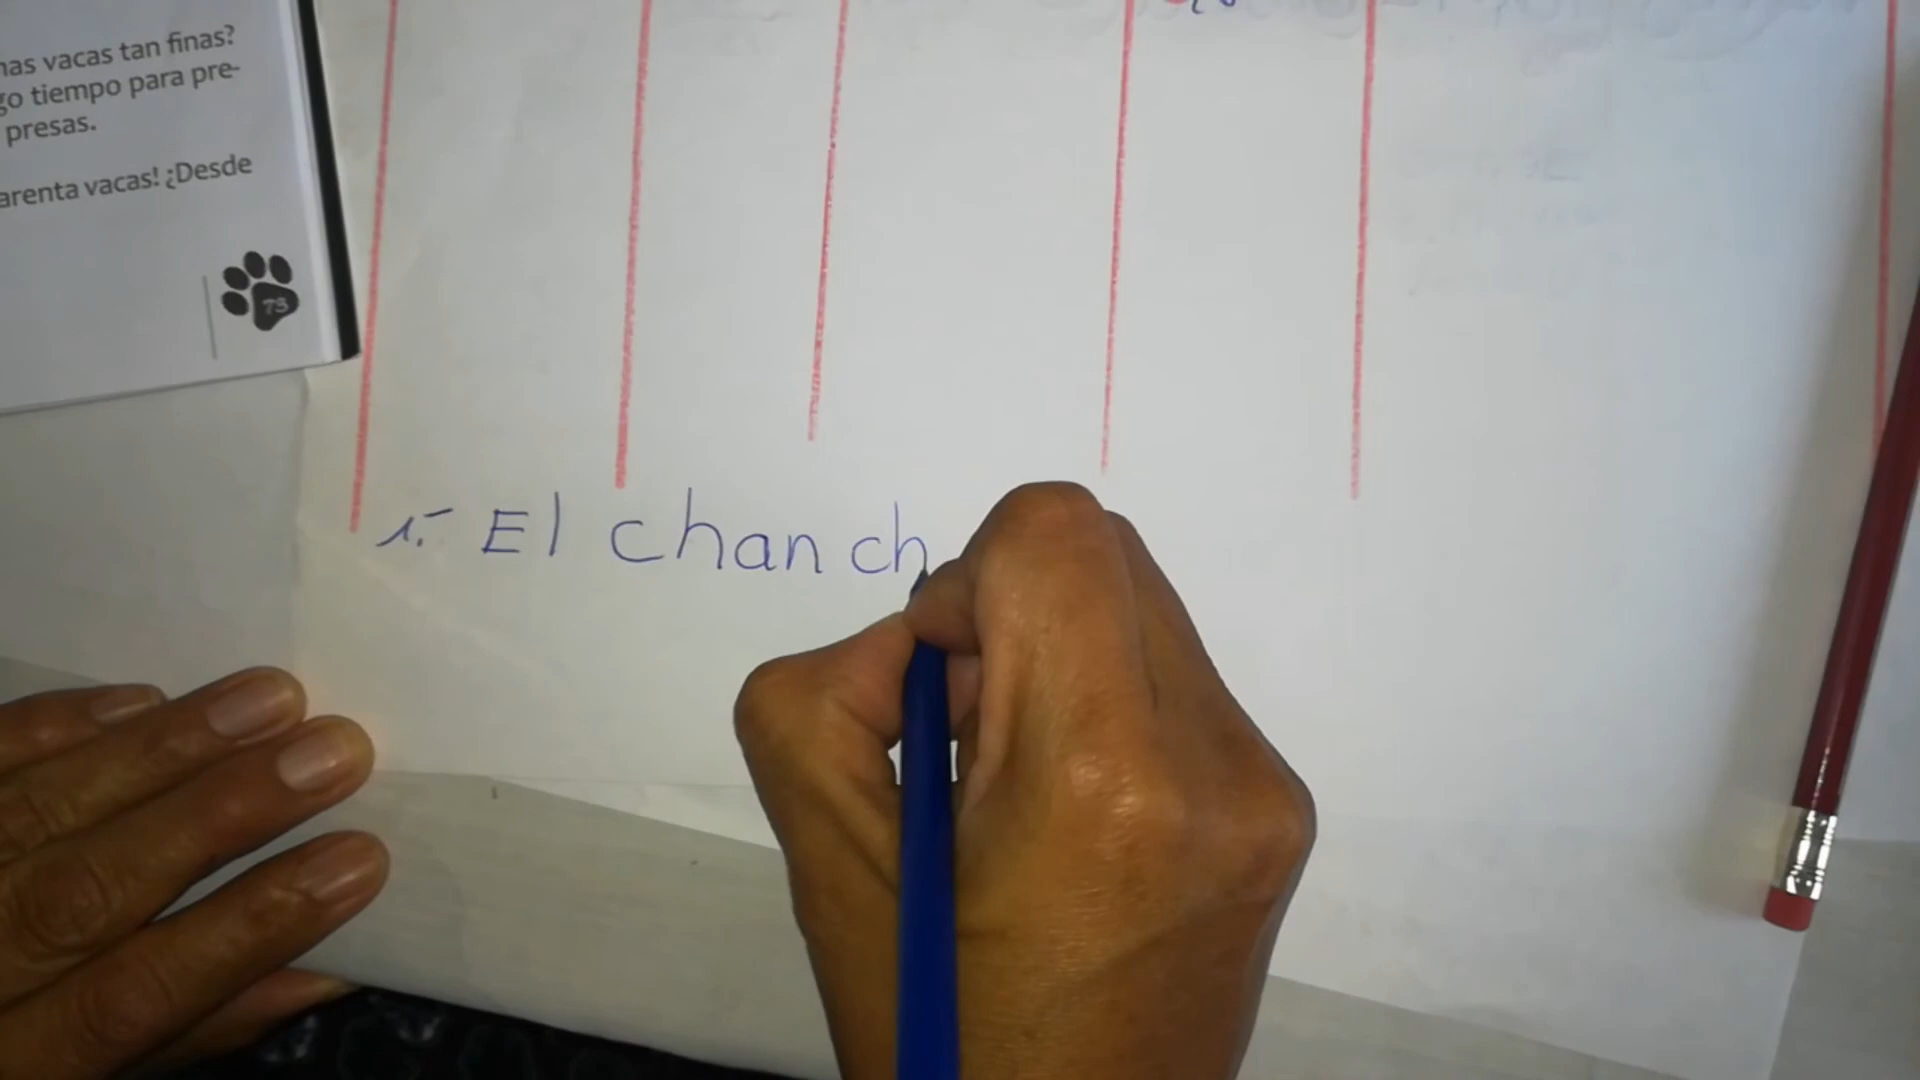 nas vacas tan finas?
go tiempo para pre-
presas.
arenta vacas! ¿Desde
73
1.- El chanch